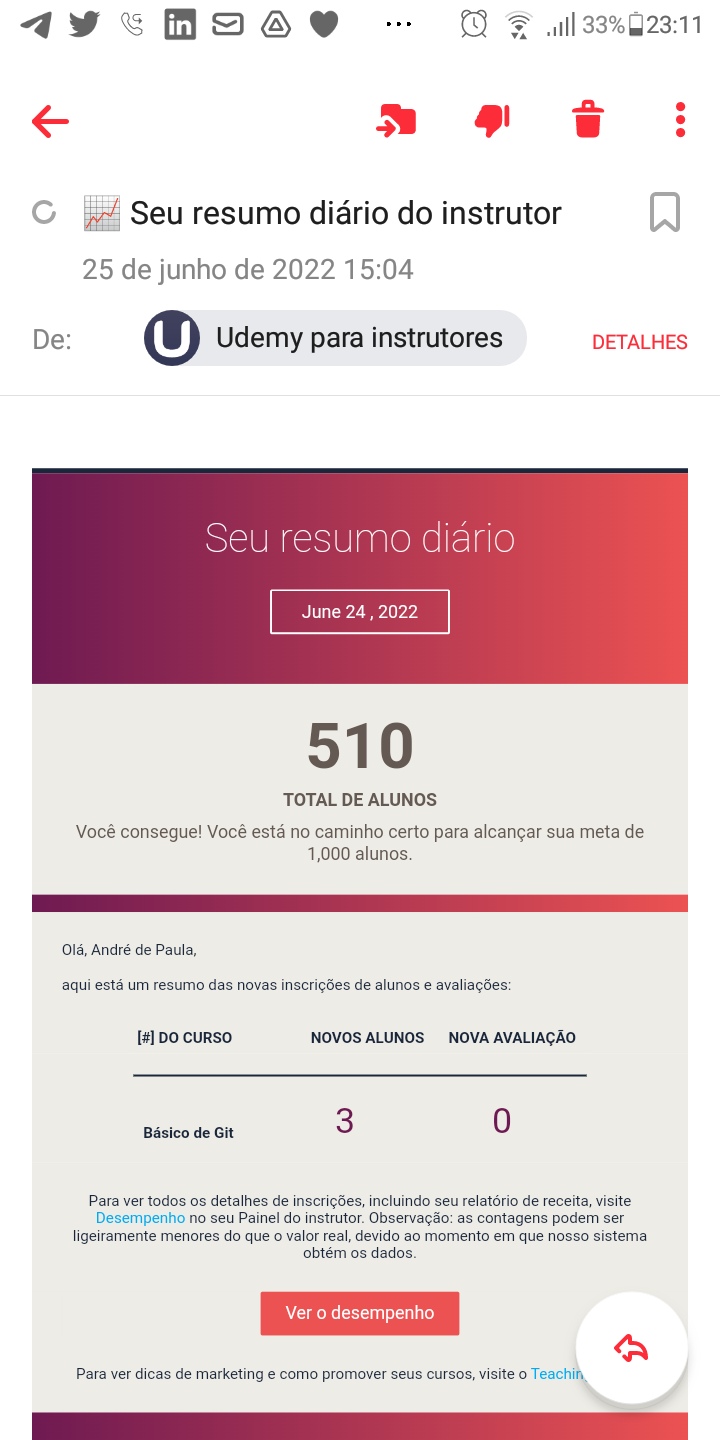 33% 23:11
Seu resumo diário do instrutor
25 de junho de 2022 15:04
De: Udemy para instrutores DETALHES
Seu resumo diário
June 24 , 2022
510
TOTAL DE ALUNOS
Você consegue! Você está no caminho certo para alcançar sua meta de
1,000 alunos.
Olá, André de Paula,
aqui está um resumo das novas inscrições de alunos e avaliações:
[#] DO CURSO NOVOS ALUNOS NOVA AVALIAÇÃO
Básico de Git 3 0
Para ver todos os detalhes de inscrições, incluindo seu relatório de receita, visite
Desempenho no seu Painel do instrutor. Observação: as contagens podem ser
ligeiramente menores do que o valor real, devido ao momento em que nosso sistema
obtém os dados.
Ver o desempenho
Para ver dicas de marketing e como promover seus cursos, visite o